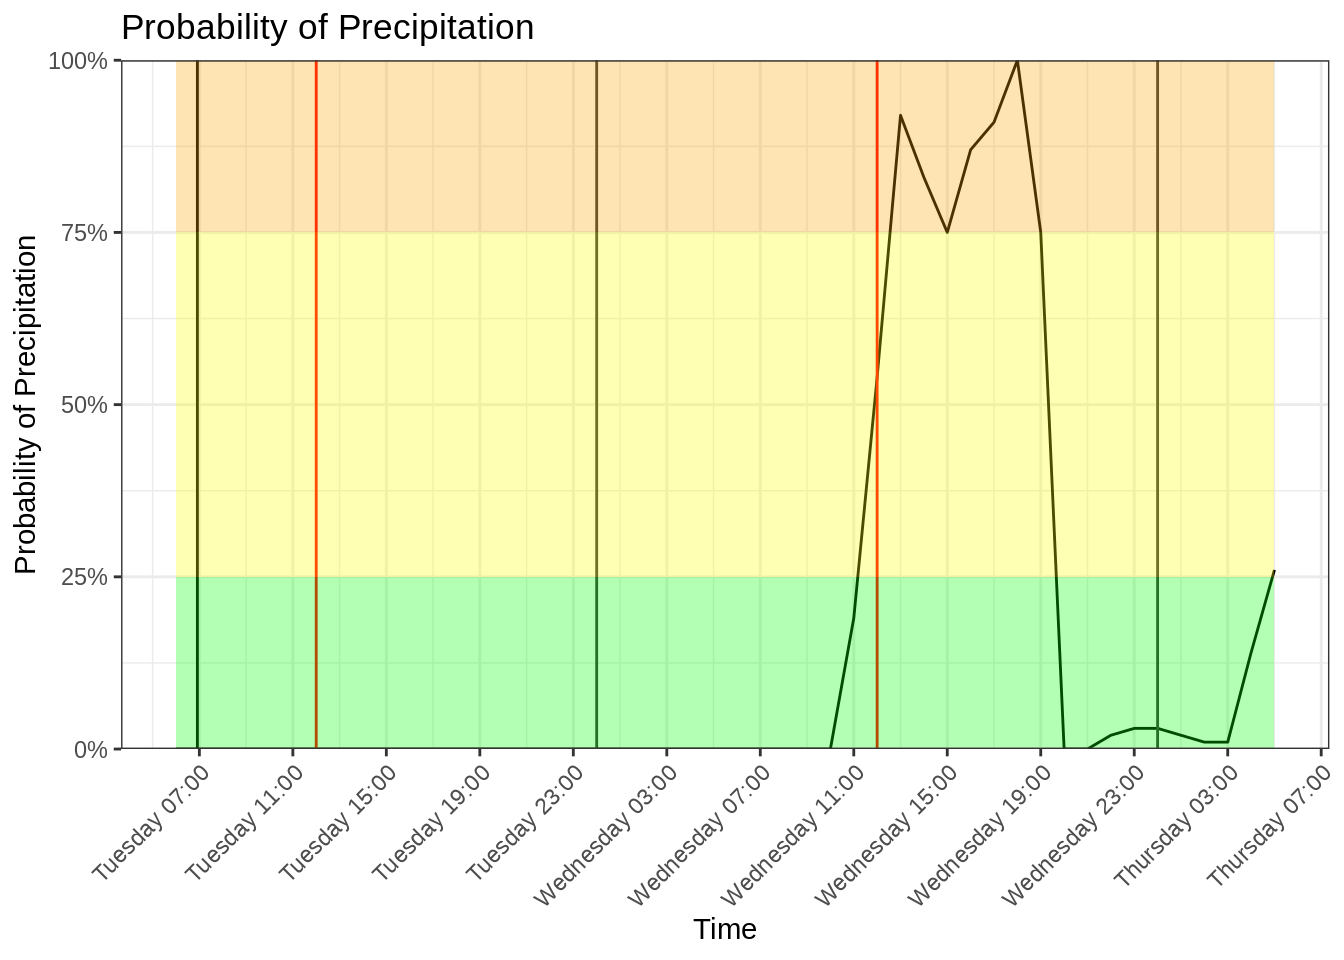 Probability of Precipitation
Probability of Precipitation
100%
75%
50%
25%
0%
Tuesday 07:00
Tuesday 11:00
Tuesday 15:00
Tuesday 19:00
Tuesday 23:00
Wednesday 03:00
Wednesday 07:00
Wednesday 11:00
Wednesday 15:00
Wednesday 19:00
Wednesday 23:00
Thursday 03:00
Thursday 07:00
Time